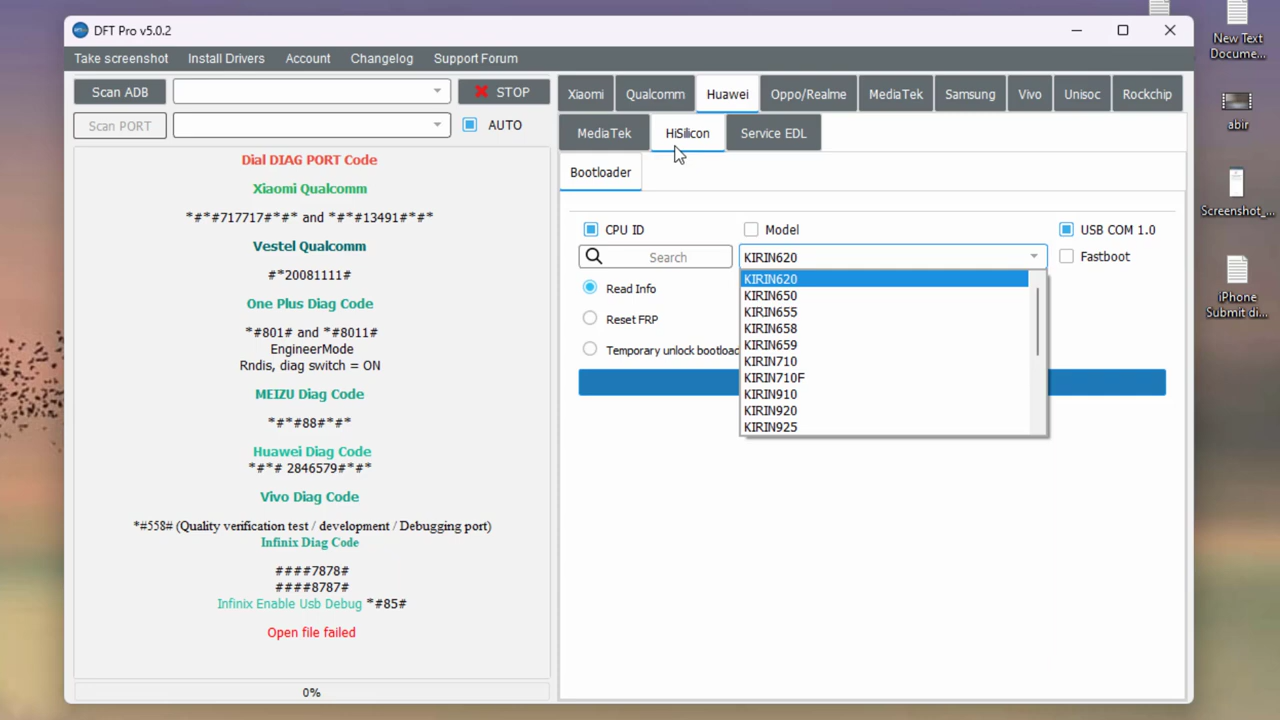 DFT Pro v5.0.2
Take screenshot Install Drivers Account Changelog Support Forum
Scan ADB
STOP
Scan PORT
AUTO
Dial DIAG PORT Code
Xiaomi Qualcomm
*#*#717717#*#* and *#*#13491#*#*
Vestel Qualcomm
#*20081111#
One Plus Diag Code
*#801# and *#8011#
EngineerMode
Rndis, diag switch = ON
MEIZU Diag Code
*#*#88#*#*
Huawei Diag Code
*#*# 2846579#*#*
Vivo Diag Code
*#558# (Quality verification test / development / Debugging port)
Infinix Diag Code
####7878#
####8787#
Infinix Enable Usb Debug *#85#
Open file failed
0%
Xiaomi Qualcomm Huawei Oppo/Realme MediaTek Samsung Vivo Unisoc Rockchip
MediaTek HiSilicon Service EDL
Bootloader
CPU ID Model USB COM 1.0
Search KIRIN620 Fastboot
Read Info
Reset FRP
Temporary unlock bootload
KIRIN620
KIRIN650
KIRIN655
KIRIN658
KIRIN659
KIRIN710
KIRIN710F
KIRIN910
KIRIN920
KIRIN925
New Text
Docume...
abir
Screenshot_...
iPhone
Submit di...